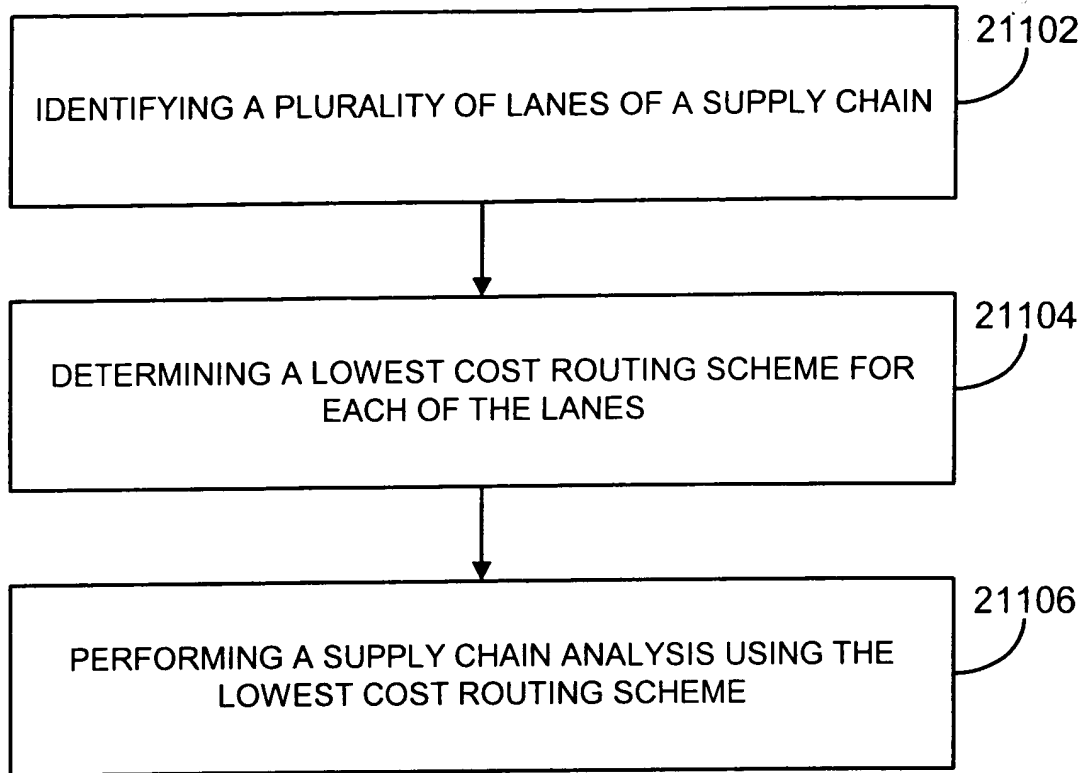 21102
IDENTIFYING A PLURALITY OF LANES OF A SUPPLY CHAIN
21104
DETERMINING A LOWEST COST ROUTING SCHEME FOR
EACH OF THE LANES
21106
PERFORMING A SUPPLY CHAIN ANALYSIS USING THE
LOWEST COST ROUTING SCHEME